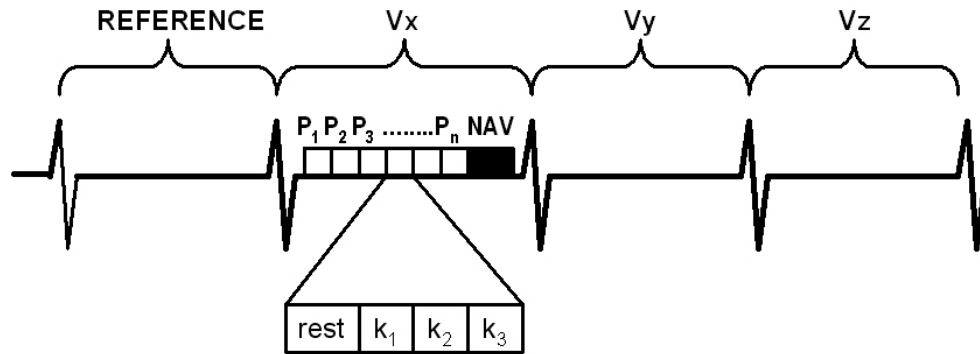 REFERENCE Vx Vy Vz
P₁ P₂ P₃ ........Pₙ NAV
rest k₁ k₂ k₃